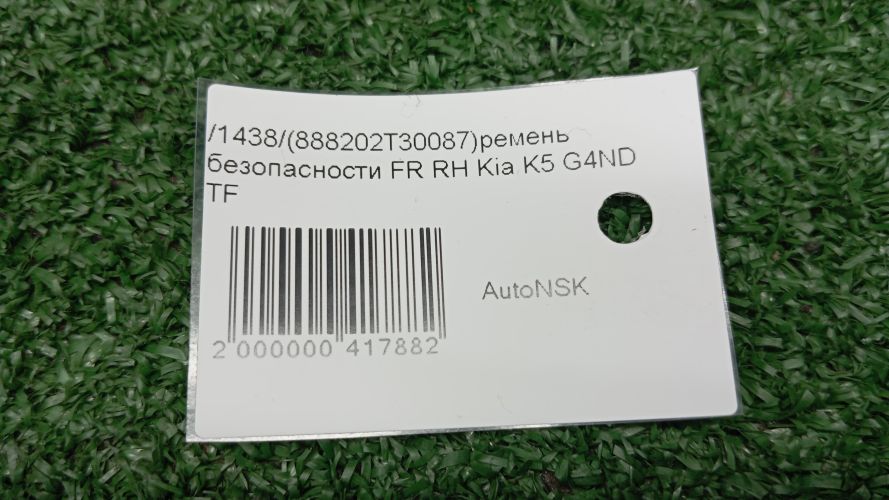 /1438/(888202T30087)ремень
безопасности FR RH Kia K5 G4ND
TF
AutoNSK
2 000000 417882